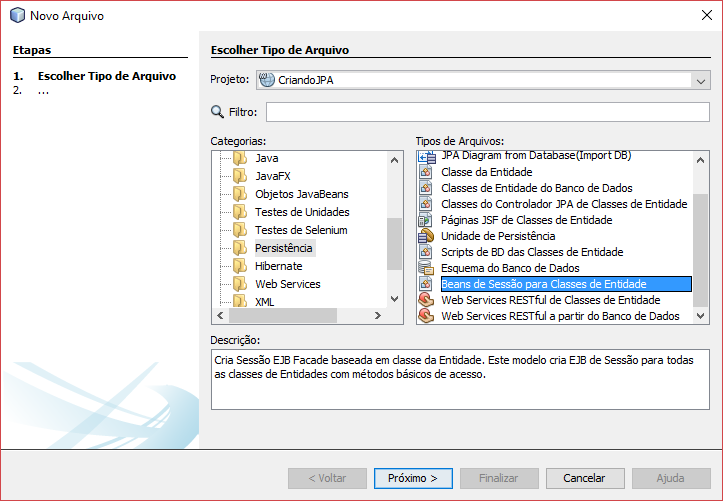 Novo Arquivo
Etapas
1. Escolher Tipo de Arquivo
2. ...
Escolher Tipo de Arquivo
Projeto: CriandoJPA
Filtro:
Categorias:
Java
JavaFX
Objetos JavaBeans
Testes de Unidades
Testes de Selenium
Persistência
Hibernate
Web Services
XML
Tipos de Arquivos:
JPA Diagram from Database(Import DB)
Classe da Entidade
Classes de Entidade do Banco de Dados
Classes do Controlador JPA de Classes de Entidade
Páginas JSF de Classes de Entidade
Unidade de Persistência
Scripts de BD das Classes de Entidade
Esquema do Banco de Dados
Beans de Sessão para Classes de Entidade
Web Services RESTful de Classes de Entidade
Web Services RESTful a partir do Banco de Dados
Descrição:
Cria Sessão EJB Facade baseada em classe da Entidade. Este modelo cria EJB de Sessão para todas
as classes de Entidades com métodos básicos de acesso.
< Voltar
Próximo >
Finalizar
Cancelar
Ajuda